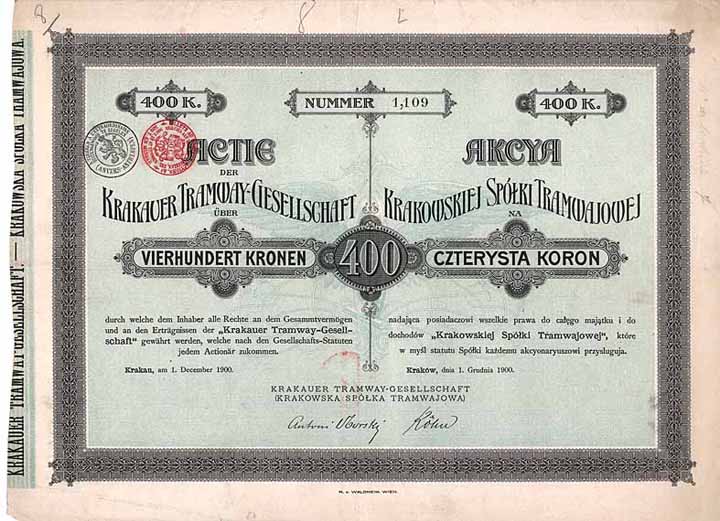 400 K.
NUMMER 1,109
400 K.
ACTIE
DER
KRAKAUER TRAMWAY-GESELLSCHAFT
ÜBER
VIERHUNDERT KRONEN
400
AKCYA
KRAKOWSKIEJ SPÓŁKI TRAMWAJOWEJ
NA
CZTERYSTA KORON
durch welche dem Inhaber alle Rechte an dem Gesammtvermögen
und an den Erträgnissen der „Krakauer Tramway-Gesell-
schaft" gewährt werden, welche nach den Gesellschafts-Statuten
jedem Actionär zukommen.
Krakau, am 1. December 1900.
nadająca posiadaczowi wszelkie prawa do całego majątku i do
dochodów „Krakowskiej Spółki Tramwajowej", które
w myśl statutu Spółki każdemu akcyonaryuszowi przysługują.
Kraków, dnia 1. Grudnia 1900.
KRAKAUER TRAMWAY-GESELLSCHAFT
(KRAKOWSKA SPÓŁKA TRAMWAJOWA)
KRAKAUER TRAMWAY-GESELLSCHAFT. — KRAKOWSKA SPÓŁKA TRAMWAJOWA.
R. v. WALDHEIM, WIEN.